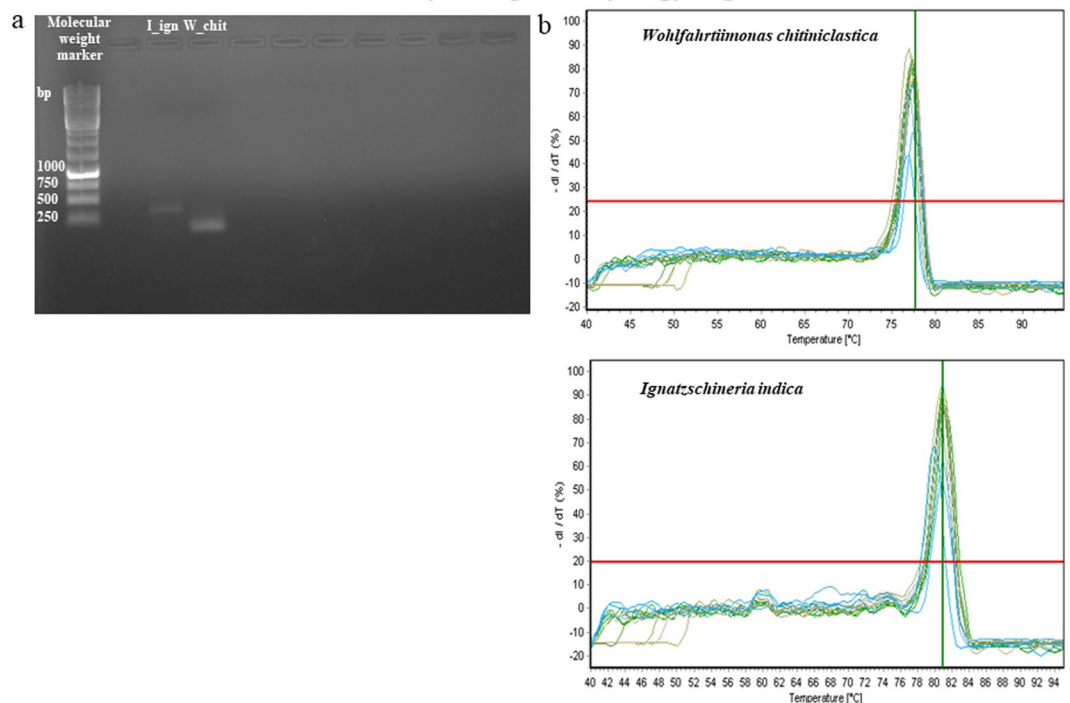 a
Molecular
weight
marker
I_ign W_chit
bp
1000
750
500
250
b
Wohlfahrtiimonas chitiniclastica
- dI / dT (%)
100
90
80
70
60
50
40
30
20
10
0
-10
-20
40 45 50 55 60 65 70 75 80 85 90
Temperature [°C]
Ignatzschineria indica
- dI / dT (%)
100
90
80
70
60
50
40
30
20
10
0
-10
-20
40 42 44 46 48 50 52 54 56 58 60 62 64 66 68 70 72 74 76 78 80 82 84 86 88 90 92 94
Temperature [°C]